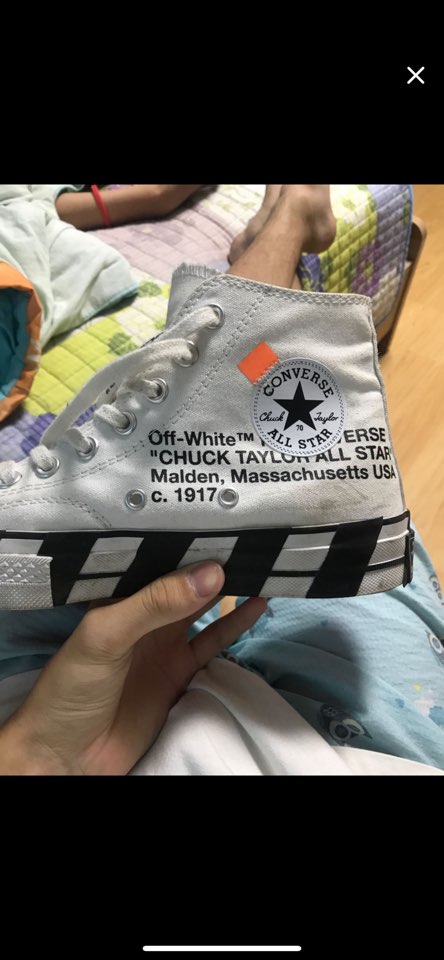 CONVERSE
Chuck Taylor
70
ALL STAR
Off-White™
"CHUCK TAYLOR ALL STAR
Malden, Massachusetts USA
c. 1917